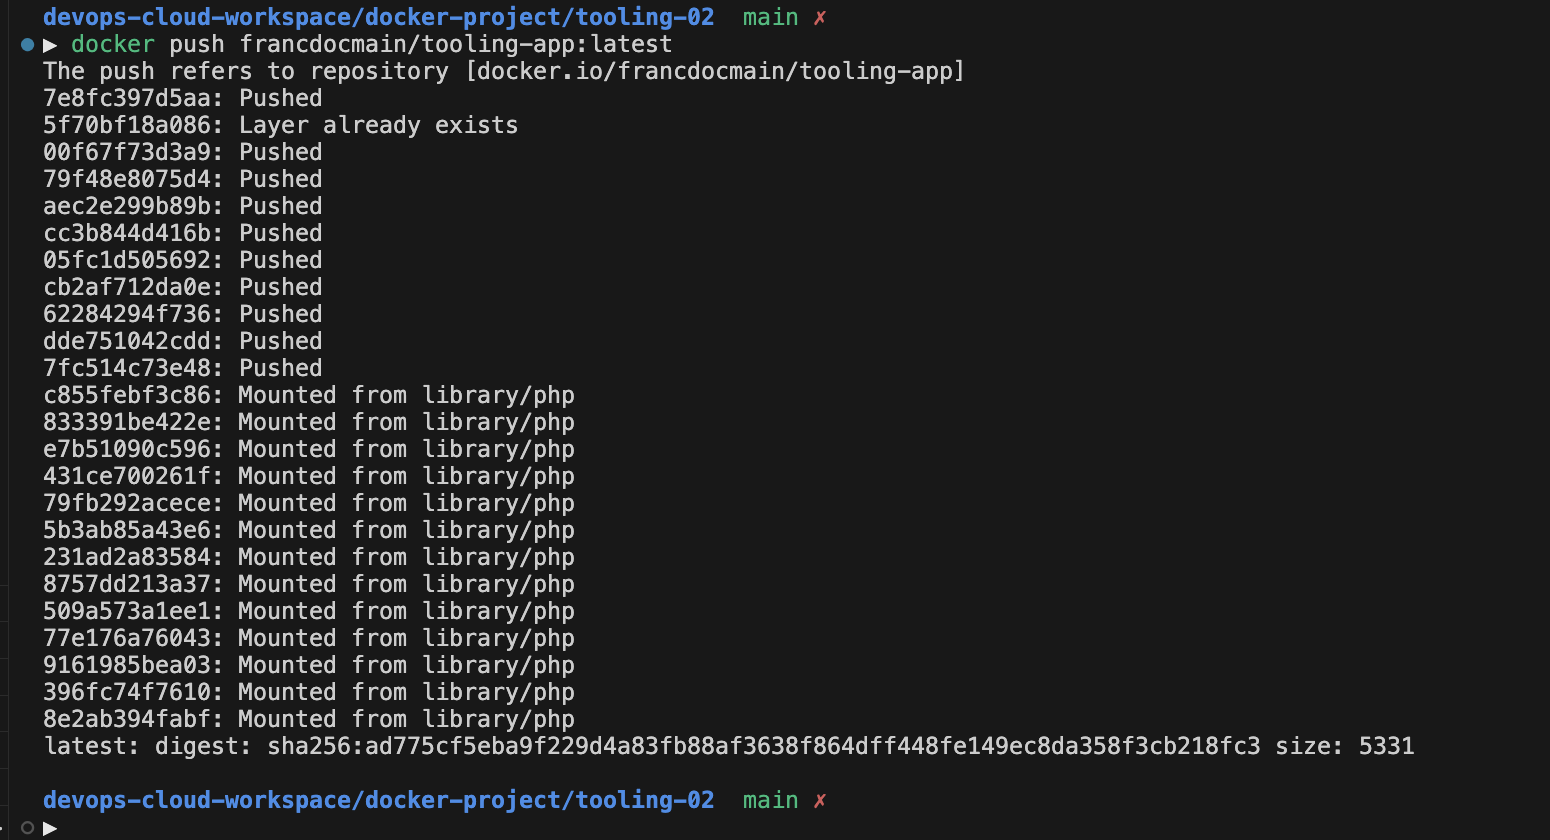 devops-cloud-workspace/docker-project/tooling-02 main ✗
▶ docker push francdocmain/tooling-app:latest
The push refers to repository [docker.io/francdocmain/tooling-app]
7e8fc397d5aa: Pushed
5f70bf18a086: Layer already exists
00f67f73d3a9: Pushed
79f48e8075d4: Pushed
aec2e299b89b: Pushed
cc3b844d416b: Pushed
05fc1d505692: Pushed
cb2af712da0e: Pushed
62284294f736: Pushed
dde751042cdd: Pushed
7fc514c73e48: Pushed
c855febf3c86: Mounted from library/php
833391be422e: Mounted from library/php
e7b51090c596: Mounted from library/php
431ce700261f: Mounted from library/php
79fb292acece: Mounted from library/php
5b3ab85a43e6: Mounted from library/php
231ad2a83584: Mounted from library/php
8757dd213a37: Mounted from library/php
509a573a1ee1: Mounted from library/php
77e176a76043: Mounted from library/php
9161985bea03: Mounted from library/php
396fc74f7610: Mounted from library/php
8e2ab394fabf: Mounted from library/php
latest: digest: sha256:ad775cf5eba9f229d4a83fb88af3638f864dff448fe149ec8da358f3cb218fc3 size: 5331
devops-cloud-workspace/docker-project/tooling-02 main ✗
▶